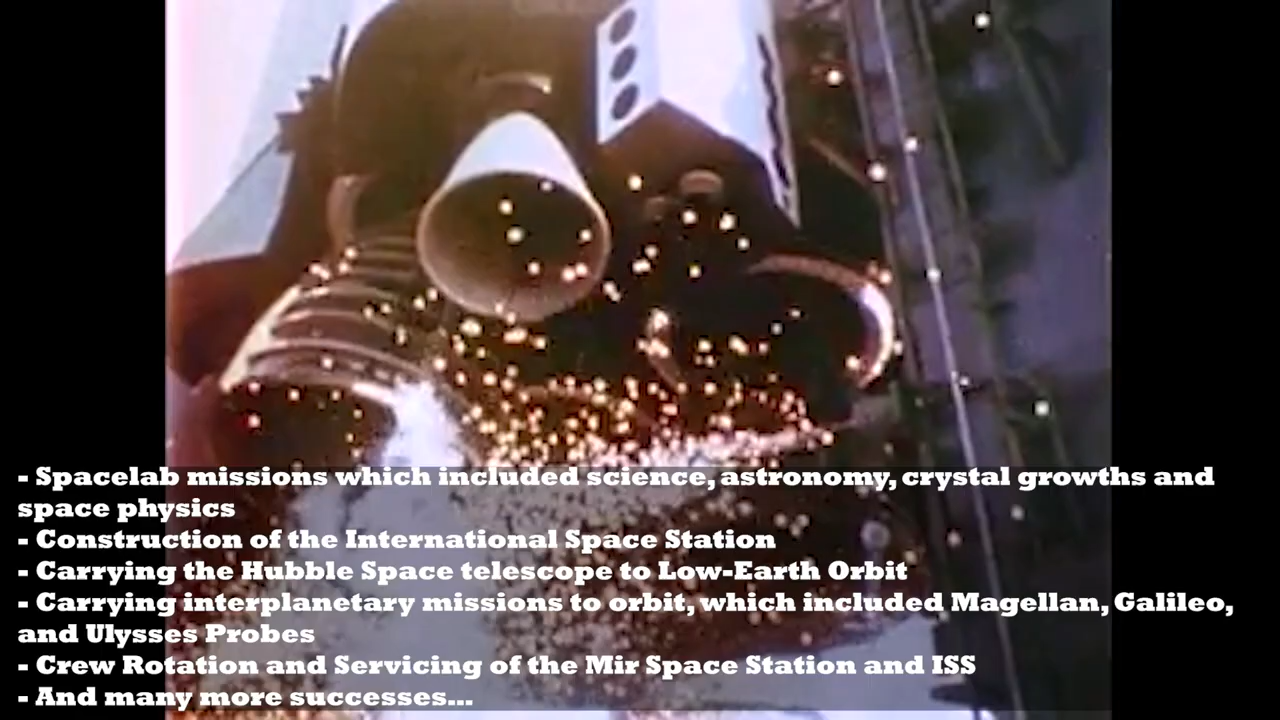 - Spacelab missions which included science, astronomy, crystal growths and
space physics
- Construction of the International Space Station
- Carrying the Hubble Space telescope to Low-Earth Orbit
- Carrying interplanetary missions to orbit, which included Magellan, Galileo,
and Ulysses Probes
- Crew Rotation and Servicing of the Mir Space Station and ISS
- And many more successes...